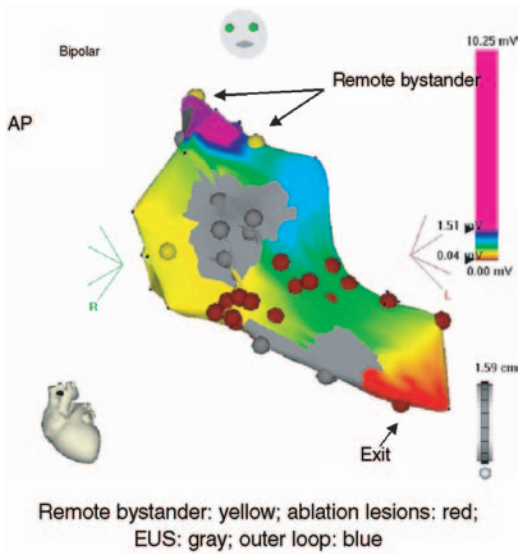 Bipolar
10.25 mV
Remote bystander
AP
1.51 mV
0.04 mV
0.00 mV
R
L
1.59 cm
Exit
Remote bystander: yellow; ablation lesions: red;
EUS: gray; outer loop: blue